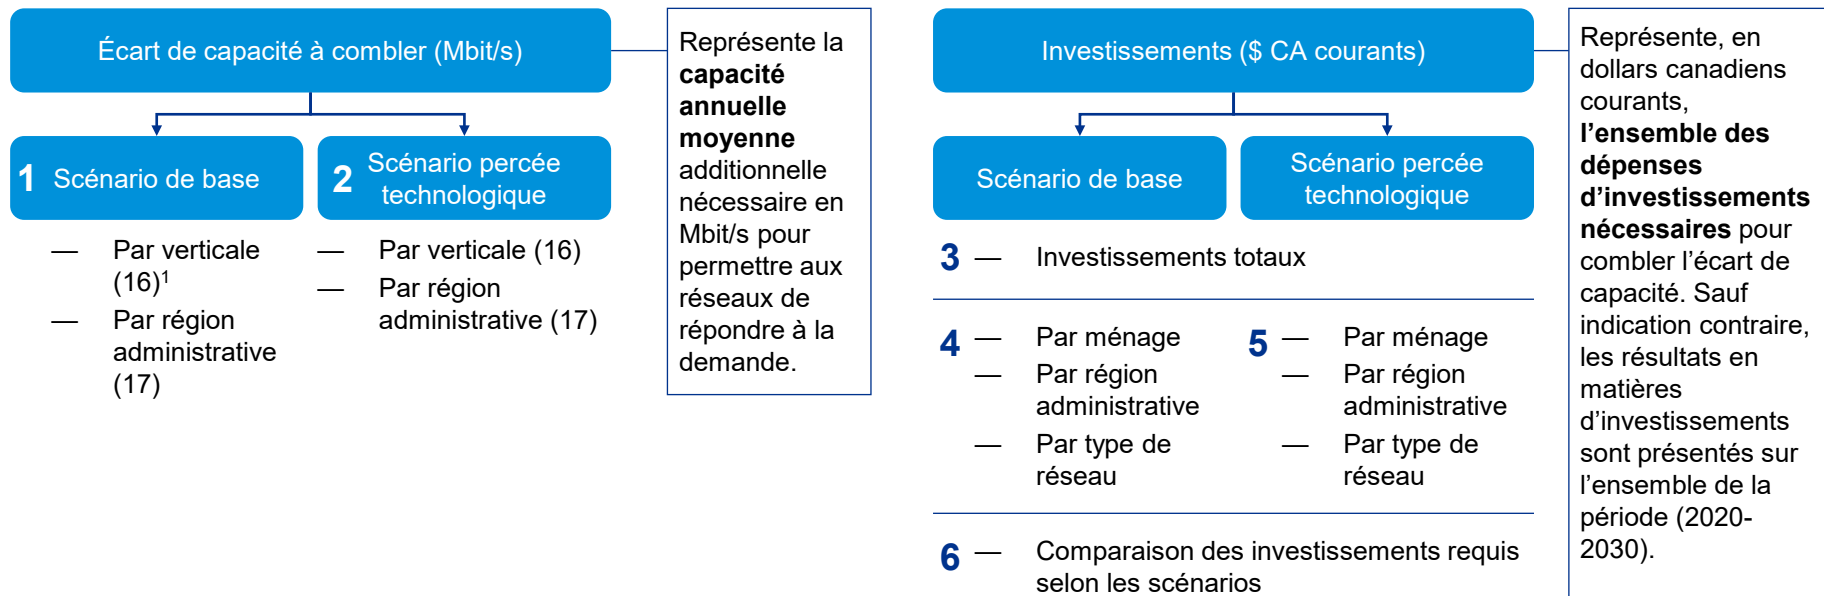 Écart de capacité à combler (Mbit/s)
1 Scénario de base
2 Scénario percée
technologique
— Par verticale
(16)¹
— Par région
administrative
(17)
— Par verticale (16)
— Par région
administrative (17)
Représente la
capacité
annuelle
moyenne
additionnelle
nécessaire en
Mbit/s pour
permettre aux
réseaux de
répondre à la
demande.
Investissements ($ CA courants)
Scénario de base
Scénario percée
technologique
3 — Investissements totaux
4 — Par ménage
— Par région
administrative
— Par type de
réseau
5 — Par ménage
— Par région
administrative
— Par type de
réseau
6 — Comparaison des investissements requis
selon les scénarios
Représente, en
dollars canadiens
courants,
l’ensemble des
dépenses
d’investissements
nécessaires pour
combler l’écart de
capacité. Sauf
indication contraire,
les résultats en
matières
d’investissements
sont présentés sur
l’ensemble de la
période (2020-
2030).